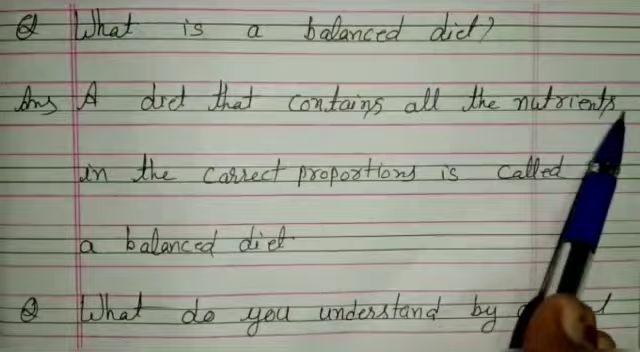 Q What is a balanced diet?
Ans A diet that contains all the nutrients
in the correct proportions is called
a balanced diet.
Q What do you understand by